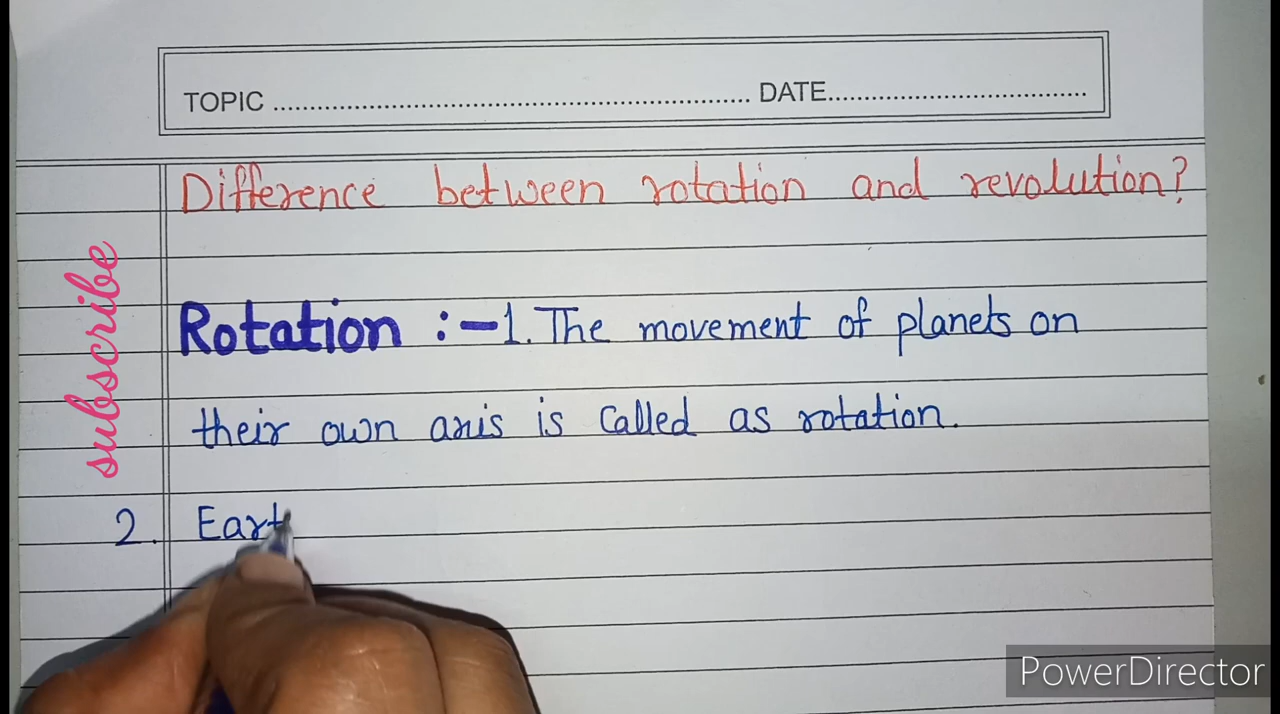 TOPIC ........................ DATE........................
Difference between rotation and revolution?
Rotation :- 1. The movement of planets on
their own axis is called as rotation.
2. Eart
subscribe
PowerDirector